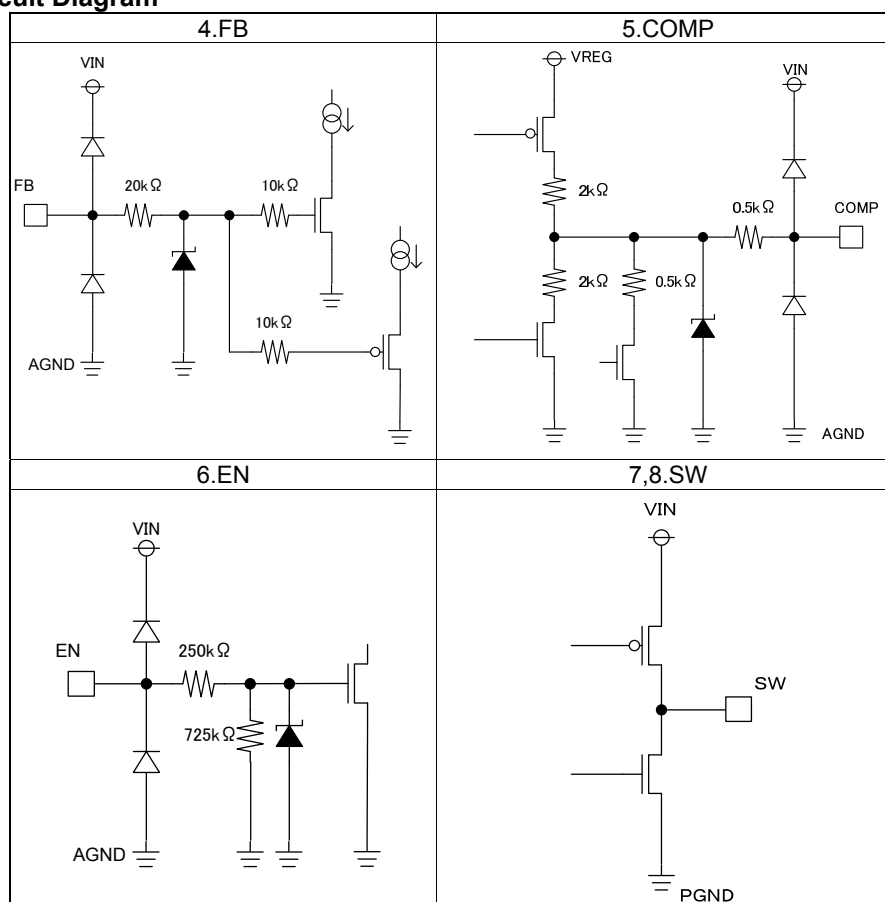 cuit Diagram
4.FB
VIN
FB
20kΩ
10kΩ
10kΩ
AGND
5.COMP
VREG
VIN
2kΩ
0.5kΩ
COMP
2kΩ
0.5kΩ
AGND
6.EN
VIN
EN
250kΩ
725kΩ
AGND
7,8.SW
VIN
SW
PGND